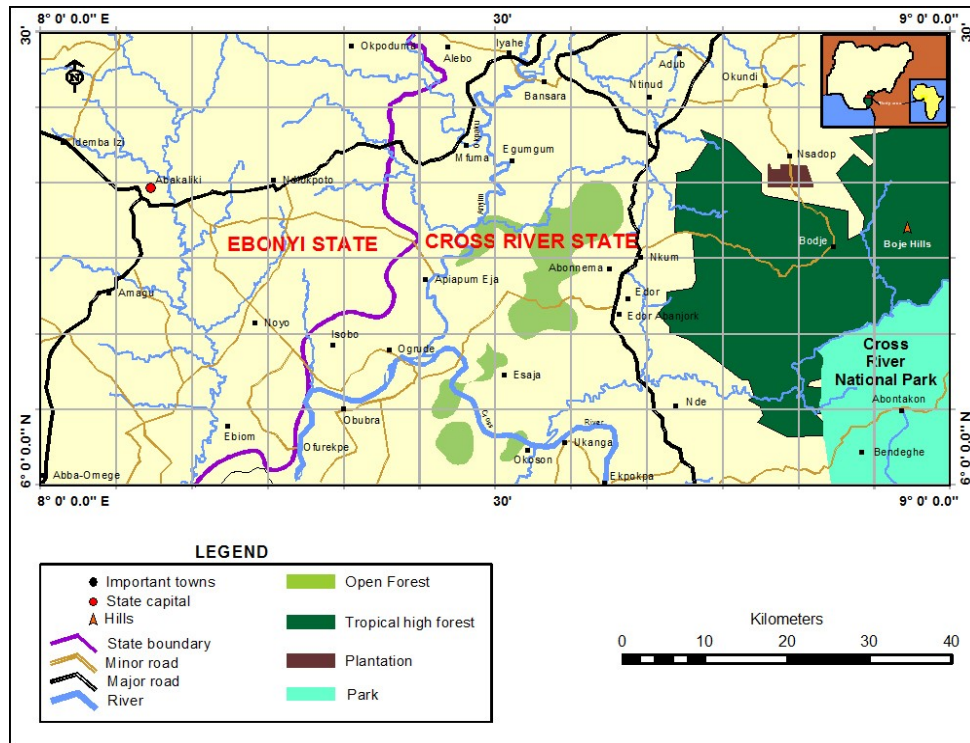 8° 0' 0.0'' E
30'
9° 0' 0.0''
30'
30'
N
Okpoduma
Alebo
Iyahe
Adub
Okundi
Bansara
Ntinud
Idemba Izi
Mfuma
Egumgum
Nsadop
Abakaliki
Ndiokpoto
EBONYI STATE
CROSS RIVER STATE
Bodje
Boje Hills
Nkum
Abonnema
Apiapum Eja
Amagu
Edor
Edor Abanjork
Noyo
Isobo
Ogrude
Cross
River
National Park
Esaja
Nde
Abontakon
Obubra
Cross
River
Ebiom
Ofurekpe
Okoson
Ukanga
Bendeghe
Abba-Omege
Ekpokpa
6° 0' 0.0'' N
6° 0' 0.0'' N
8° 0' 0.0'' E
30'
9° 0' 0.0''
LEGEND
Important towns
State capital
Hills
State boundary
Minor road
Major road
River
Open Forest
Tropical high forest
Plantation
Park
Kilometers
0 5 10 20 30 40